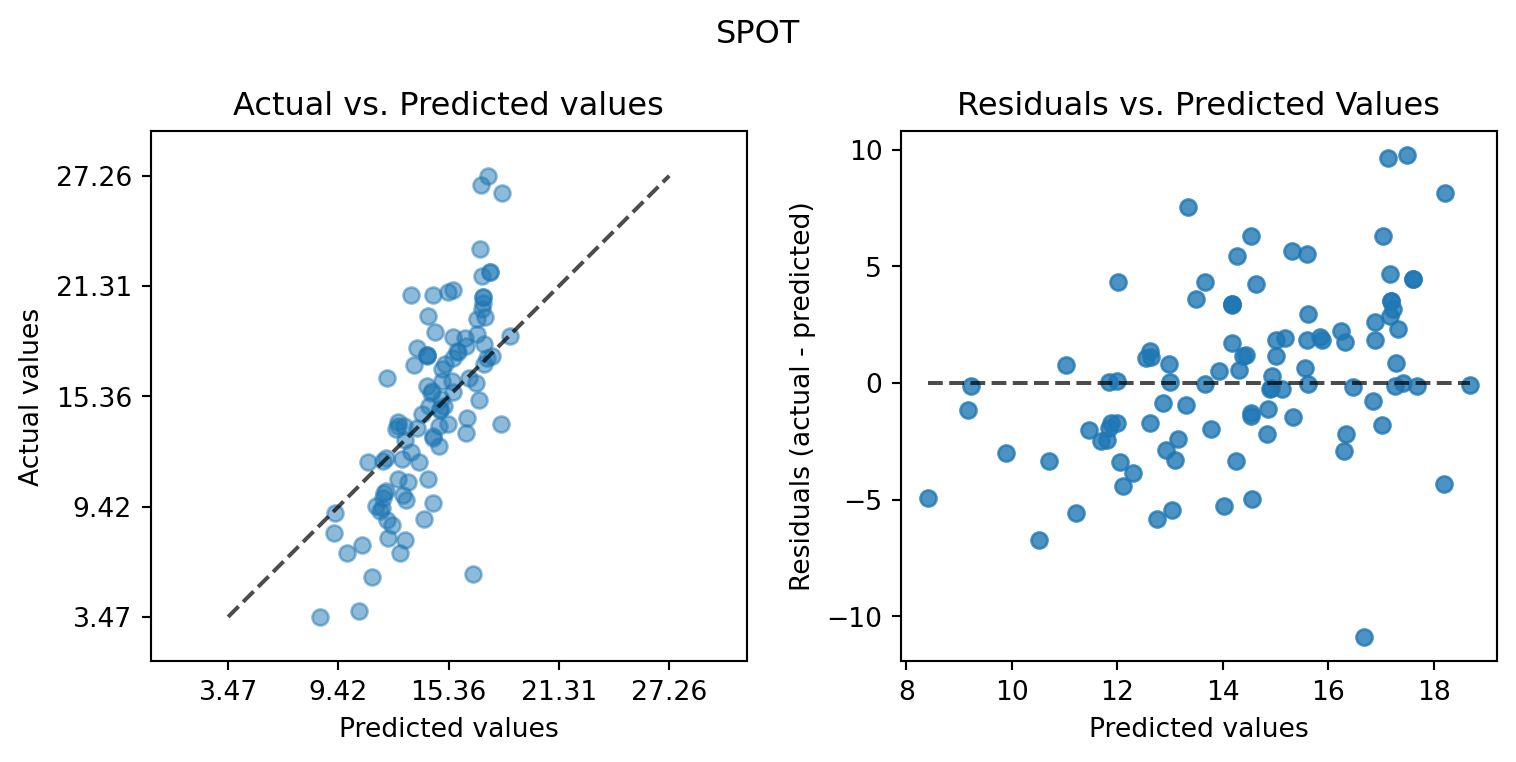 SPOT
Actual vs. Predicted values
27.26
21.31
15.36
9.42
3.47
Actual values
3.47 9.42 15.36 21.31 27.26
Predicted values
Residuals vs. Predicted Values
10
5
0
−5
−10
Residuals (actual - predicted)
8 10 12 14 16 18
Predicted values